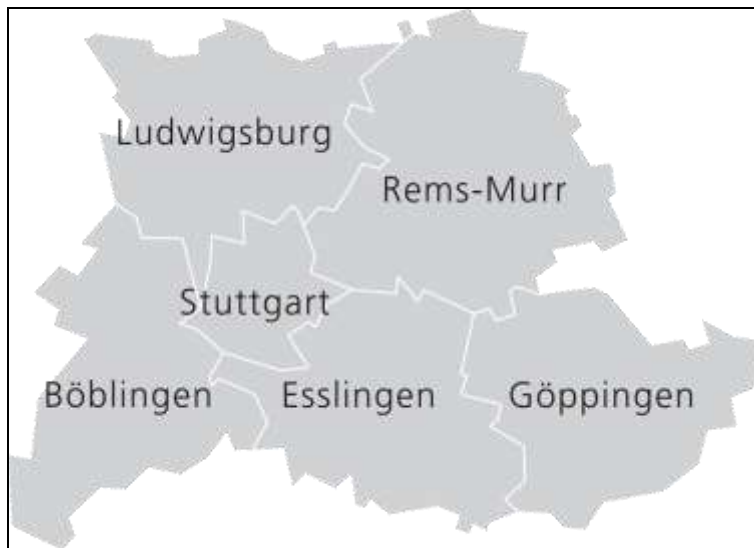 Ludwigsburg
Rems-Murr
Stuttgart
Böblingen
Esslingen
Göppingen